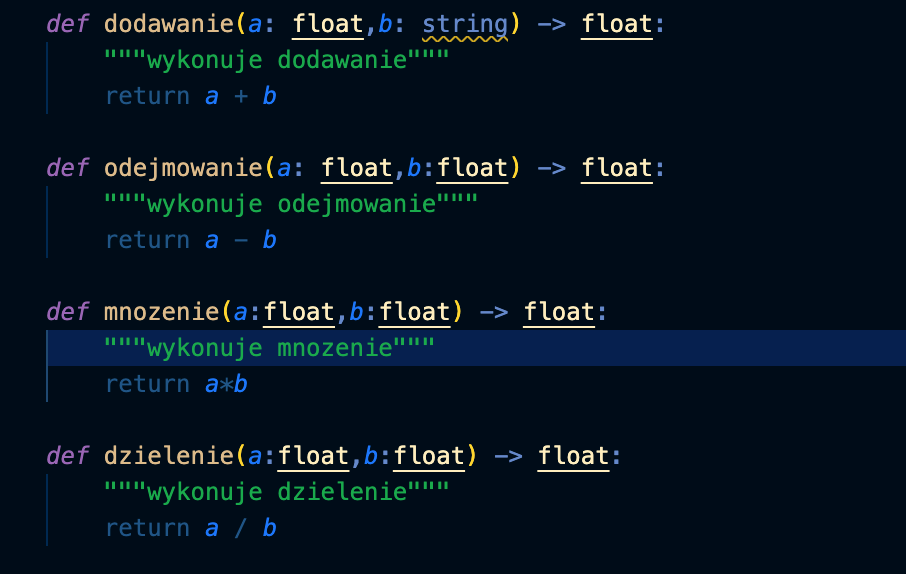 def dodawanie(a: float,b: string) -> float:
    """wykonuje dodawanie"""
    return a + b

def odejmowanie(a: float,b:float) -> float:
    """wykonuje odejmowanie"""
    return a - b

def mnozenie(a:float,b:float) -> float:
    """wykonuje mnozenie"""
    return a*b

def dzielenie(a:float,b:float) -> float:
    """wykonuje dzielenie"""
    return a / b